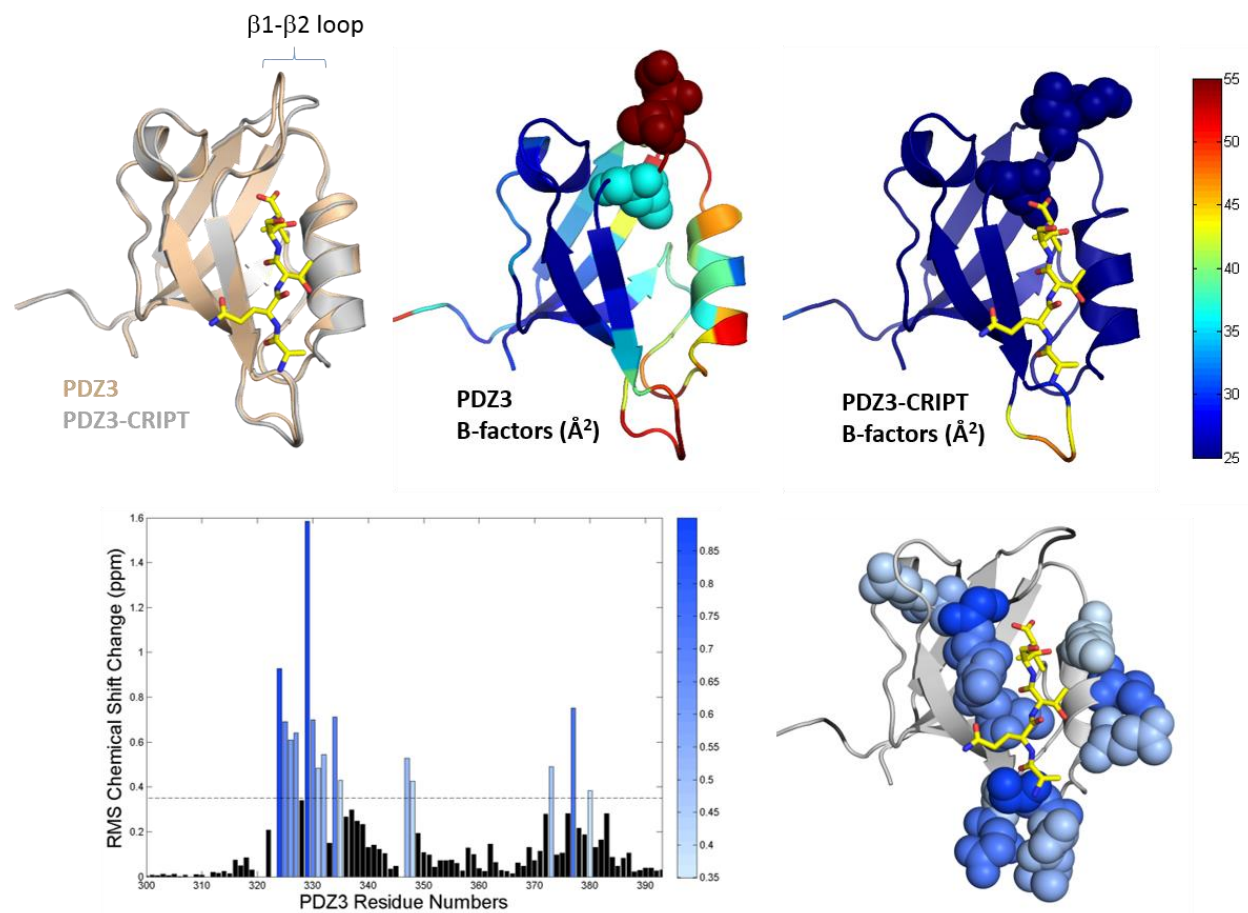 β1-β2 loop
PDZ3
PDZ3-CRIPT
PDZ3
B-factors (Å²)
PDZ3-CRIPT
B-factors (Å²)
55
50
45
40
35
30
25
RMS Chemical Shift Change (ppm)
1.6
1.4
1.2
1
0.8
0.6
0.4
0.2
0
300 310 320 330 340 350 360 370 380 390
PDZ3 Residue Numbers
0.85
0.8
0.75
0.7
0.65
0.6
0.55
0.5
0.45
0.4
0.35